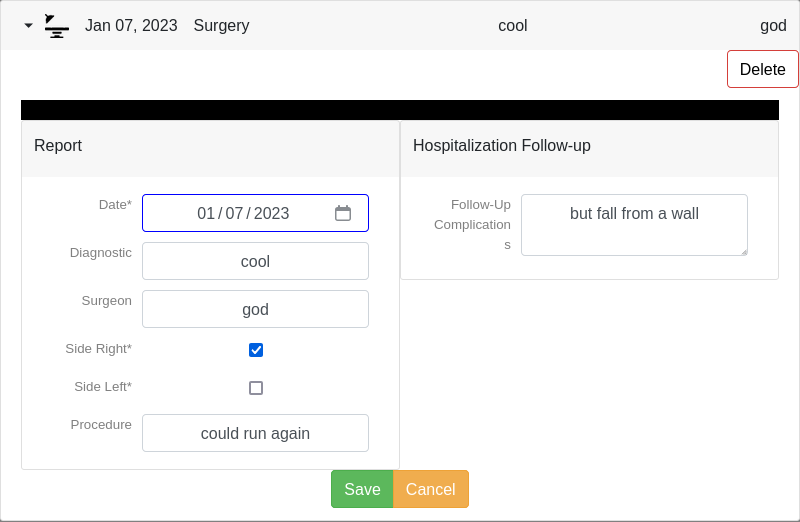 Jan 07, 2023 Surgery cool god
Delete
Report
Date* 01/07/2023
Diagnostic cool
Surgeon god
Side Right*
Side Left*
Procedure could run again
Hospitalization Follow-up
Follow-Up
Complication
s
but fall from a wall
Save Cancel